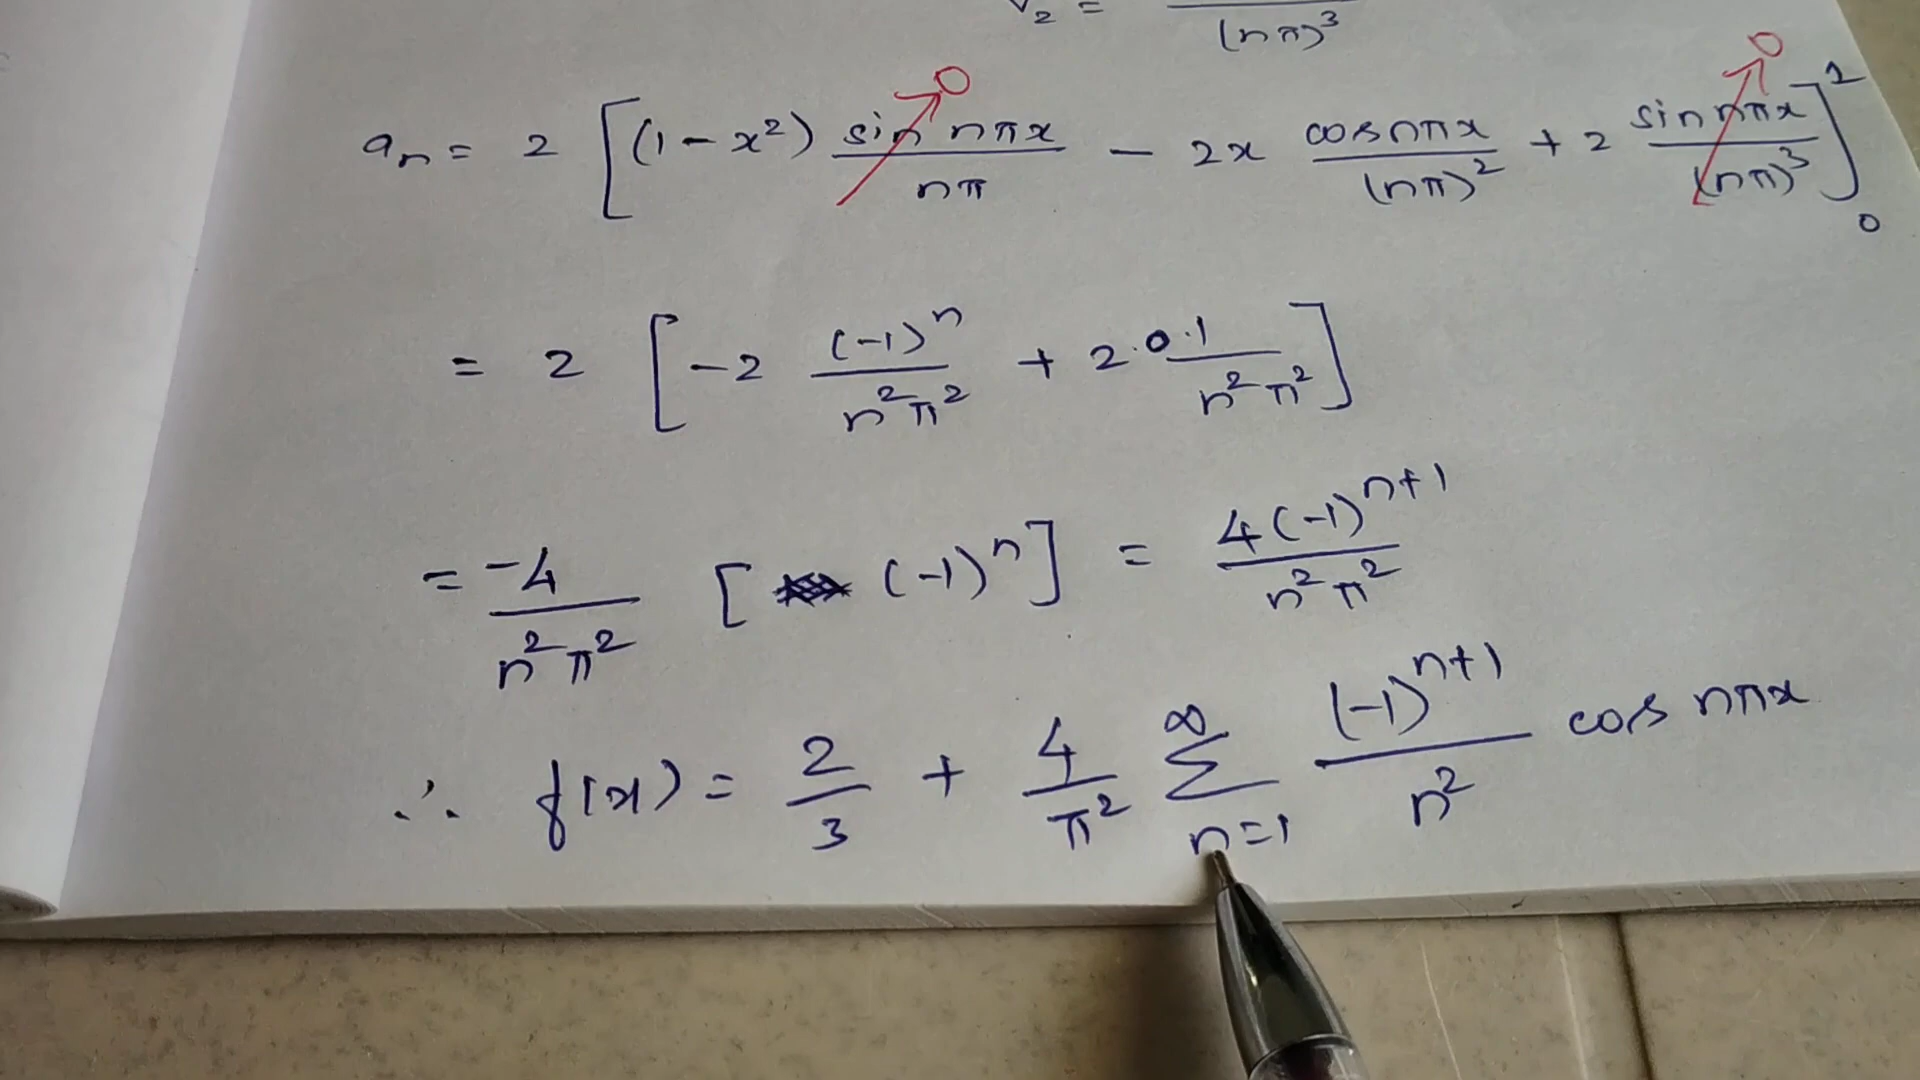 v₂ = / (nπ)³
aₙ = 2 [(1-x²) sin nπx / nπ → 0 - 2x cos nπx / (nπ)² + 2 sin nπx / (nπ)³ → 0]₀¹
= 2 [-2 (-1)ⁿ / n²π² + 2·0·1 / n²π²]
= -4 / n²π² [(-1)ⁿ] = 4(-1)ⁿ⁺¹ / n²π²
∴ f(x) = 2/3 + 4/π² ∞ Σ n=1 (-1)ⁿ⁺¹ / n² cos nπx